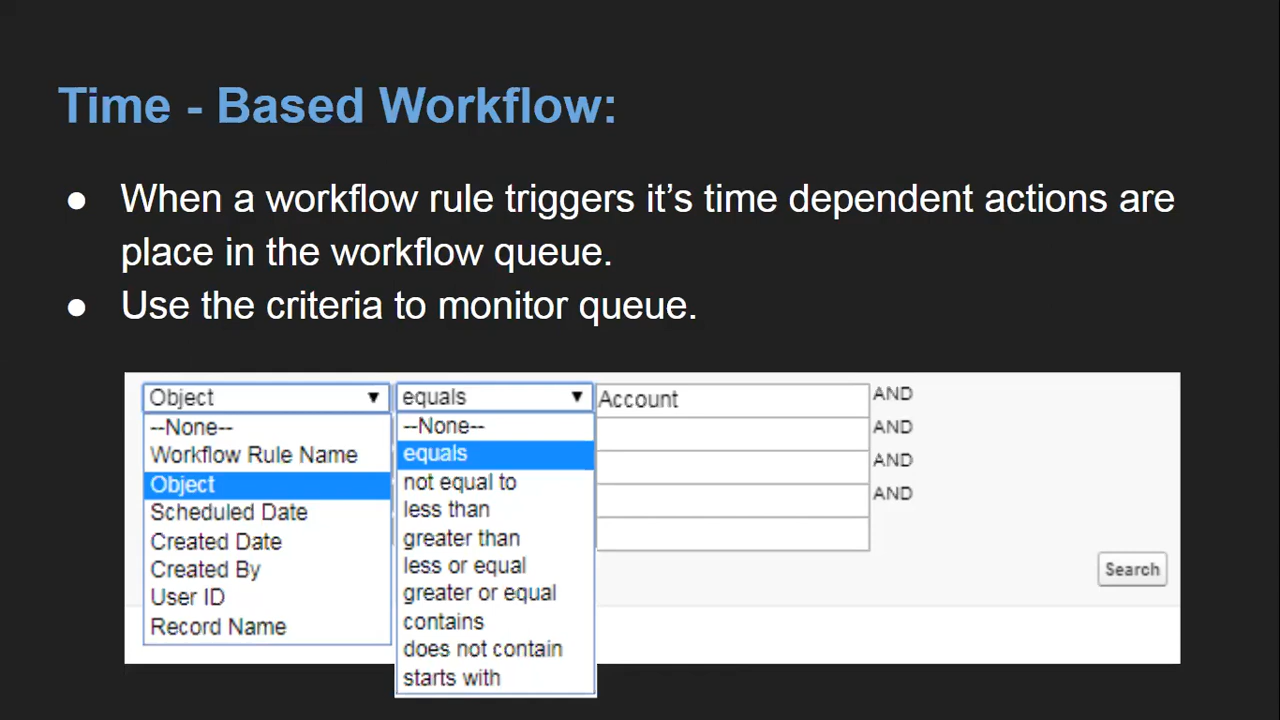 Time - Based Workflow:
● When a workflow rule triggers it’s time dependent actions are
place in the workflow queue.
● Use the criteria to monitor queue.
Object ▼ equals ▼ Account AND
--None-- --None-- AND
Workflow Rule Name equals AND
Object not equal to AND
Scheduled Date less than
Created Date greater than
Created By less or equal Search
User ID greater or equal
Record Name contains
does not contain
starts with